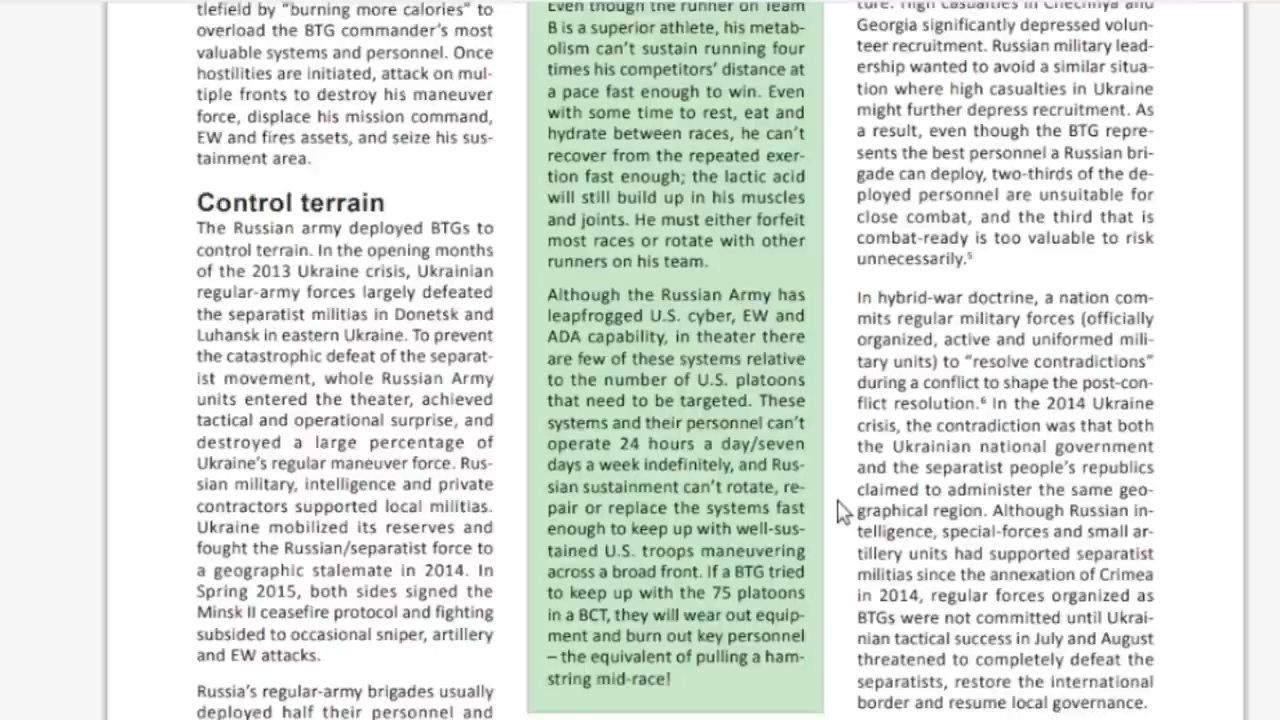 tlefield by “burning more calories” to
overload the BTG commander’s most
valuable systems and personnel. Once
hostilities are initiated, attack on mul-
tiple fronts to destroy his maneuver
force, displace his mission command,
EW and fires assets, and seize his sus-
tainment area.
Control terrain
The Russian army deployed BTGs to
control terrain. In the opening months
of the 2013 Ukraine crisis, Ukrainian
regular-army forces largely defeated
the separatist militias in Donetsk and
Luhansk in eastern Ukraine. To prevent
the catastrophic defeat of the separat-
ist movement, whole Russian Army
units entered the theater, achieved
tactical and operational surprise, and
destroyed a large percentage of
Ukraine’s regular maneuver force. Rus-
sian military, intelligence and private
contractors supported local militias.
Ukraine mobilized its reserves and
fought the Russian/separatist force to
a geographic stalemate in 2014. In
Spring 2015, both sides signed the
Minsk II ceasefire protocol and fighting
subsided to occasional sniper, artillery
and EW attacks.
Russia’s regular-army brigades usually
deployed half their personnel and
Even though the runner on Team
B is a superior athlete, his metab-
olism can’t sustain running four
times his competitors’ distance at
a pace fast enough to win. Even
with some time to rest, eat and
hydrate between races, he can’t
recover from the repeated exer-
tion fast enough; the lactic acid
will still build up in his muscles
and joints. He must either forfeit
most races or rotate with other
runners on his team.
Although the Russian Army has
leapfrogged U.S. cyber, EW and
ADA capability, in theater there
are few of these systems relative
to the number of U.S. platoons
that need to be targeted. These
systems and their personnel can’t
operate 24 hours a day/seven
days a week indefinitely, and Rus-
sian sustainment can’t rotate, re-
pair or replace the systems fast
enough to keep up with well-sus-
tained U.S. troops maneuvering
across a broad front. If a BTG tried
to keep up with the 75 platoons
in a BCT, they will wear out equip-
ment and burn out key personnel
– the equivalent of pulling a ham-
string mid-race!
ture. High casualties in Chechnya and
Georgia significantly depressed volun-
teer recruitment. Russian military lead-
ership wanted to avoid a similar situa-
tion where high casualties in Ukraine
might further depress recruitment. As
a result, even though the BTG repre-
sents the best personnel a Russian bri-
gade can deploy, two-thirds of the de-
ployed personnel are unsuitable for
close combat, and the third that is
combat-ready is too valuable to risk
unnecessarily.⁵
In hybrid-war doctrine, a nation com-
mits regular military forces (officially
organized, active and uniformed mili-
tary units) to “resolve contradictions”
during a conflict to shape the post-con-
flict resolution.⁶ In the 2014 Ukraine
crisis, the contradiction was that both
the Ukrainian national government
and the separatist people’s republics
claimed to administer the same geo-
graphical region. Although Russian in-
telligence, special-forces and small ar-
tillery units had supported separatist
militias since the annexation of Crimea
in 2014, regular forces organized as
BTGs were not committed until Ukrai-
nian tactical success in July and August
threatened to completely defeat the
separatists, restore the international
border and resume local governance.